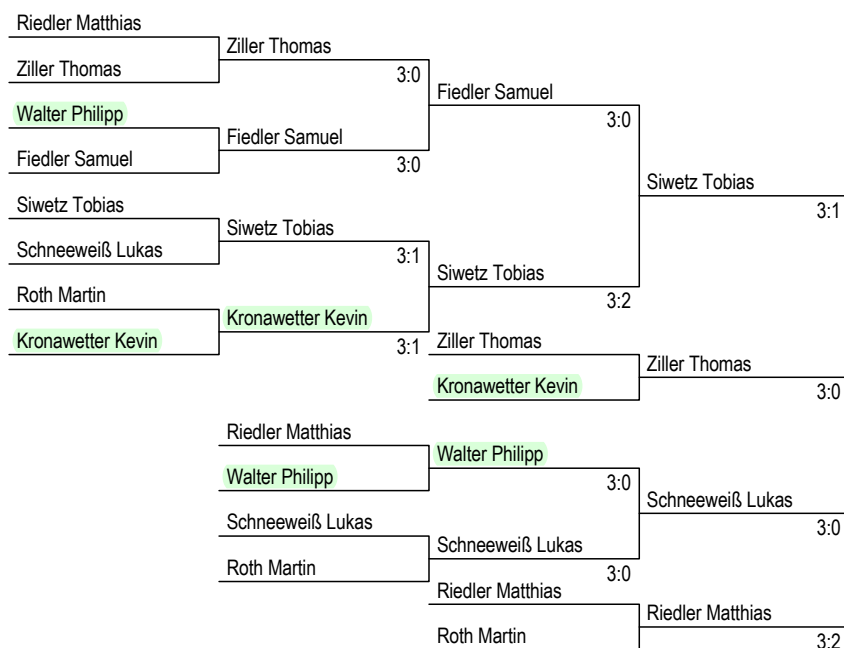 Riedler Matthias
Ziller Thomas
Ziller Thomas
3:0
Fiedler Samuel
Walter Philipp
3:0
Fiedler Samuel
Fiedler Samuel
3:0
Siwetz Tobias
3:1
Siwetz Tobias
Siwetz Tobias
Schneeweiß Lukas
3:1
Siwetz Tobias
Roth Martin
3:2
Kronawetter Kevin
Kronawetter Kevin
3:1
Ziller Thomas
Ziller Thomas
Kronawetter Kevin
3:0
Riedler Matthias
Walter Philipp
Walter Philipp
3:0
Schneeweiß Lukas
Schneeweiß Lukas
3:0
Schneeweiß Lukas
Roth Martin
3:0
Riedler Matthias
Riedler Matthias
Roth Martin
3:2